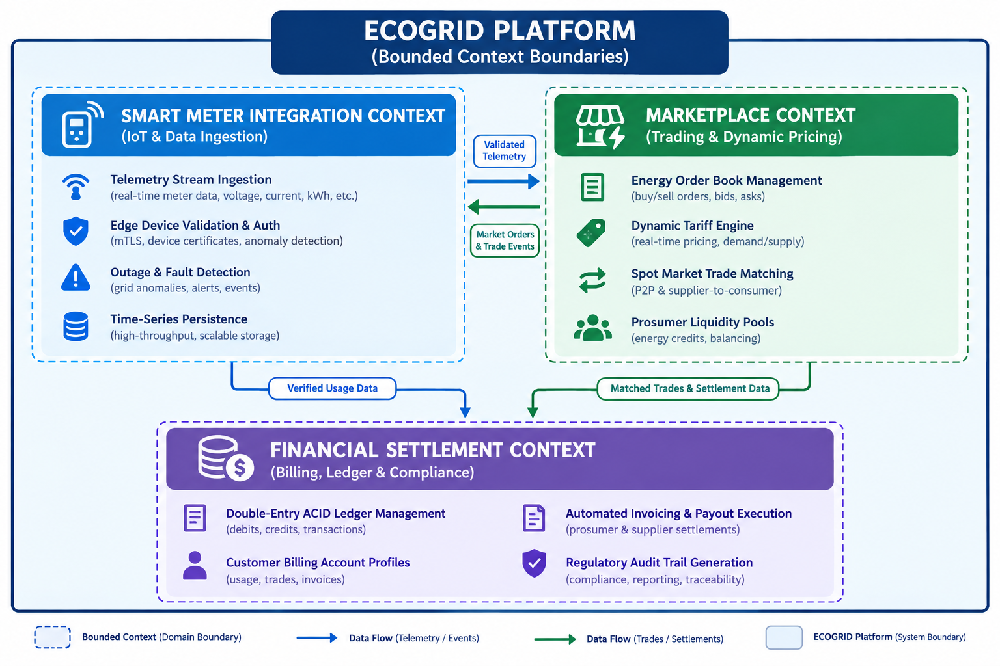 ECOGRID PLATFORM
(Bounded Context Boundaries)
SMART METER INTEGRATION CONTEXT
(IoT & Data Ingestion)
Telemetry Stream Ingestion
(real-time meter data, voltage, current, kWh, etc.)
Edge Device Validation & Auth
(mTLS, device certificates, anomaly detection)
Outage & Fault Detection
(grid anomalies, alerts, events)
Time-Series Persistence
(high-throughput, scalable storage)
Validated
Telemetry
Market Orders
& Trade Events
MARKETPLACE CONTEXT
(Trading & Dynamic Pricing)
Energy Order Book Management
(buy/sell orders, bids, asks)
Dynamic Tariff Engine
(real-time pricing, demand/supply)
Spot Market Trade Matching
(P2P & supplier-to-consumer)
Prosumer Liquidity Pools
(energy credits, balancing)
Verified Usage Data
Matched Trades & Settlement Data
$
FINANCIAL SETTLEMENT CONTEXT
(Billing, Ledger & Compliance)
Double-Entry ACID Ledger Management
(debits, credits, transactions)
Customer Billing Account Profiles
(usage, trades, invoices)
Automated Invoicing & Payout Execution
(prosumer & supplier settlements)
Regulatory Audit Trail Generation
(compliance, reporting, traceability)
Bounded Context (Domain Boundary)
Data Flow (Telemetry / Events)
Data Flow (Trades / Settlements)
ECOGRID Platform (System Boundary)